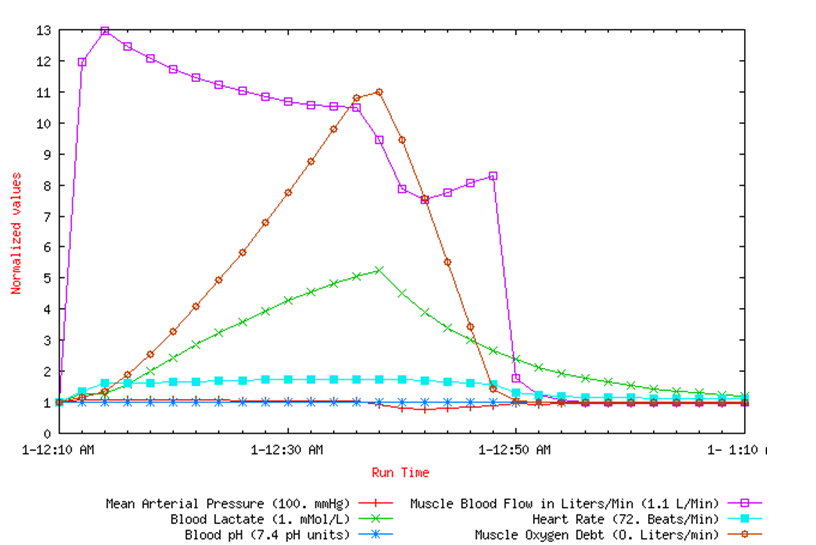 13
12
11
10
9
8
7
6
5
4
3
2
1
0
Normalized values
1-12:10 AM 1-12:30 AM 1-12:50 AM 1- 1:10
Run Time
Mean Arterial Pressure (100. mmHg) Muscle Blood Flow in Liters/Min (1.1 L/Min)
Blood Lactate (1. mMol/L) Heart Rate (72. Beats/Min)
Blood pH (7.4 pH units) Muscle Oxygen Debt (0. Liters/min)